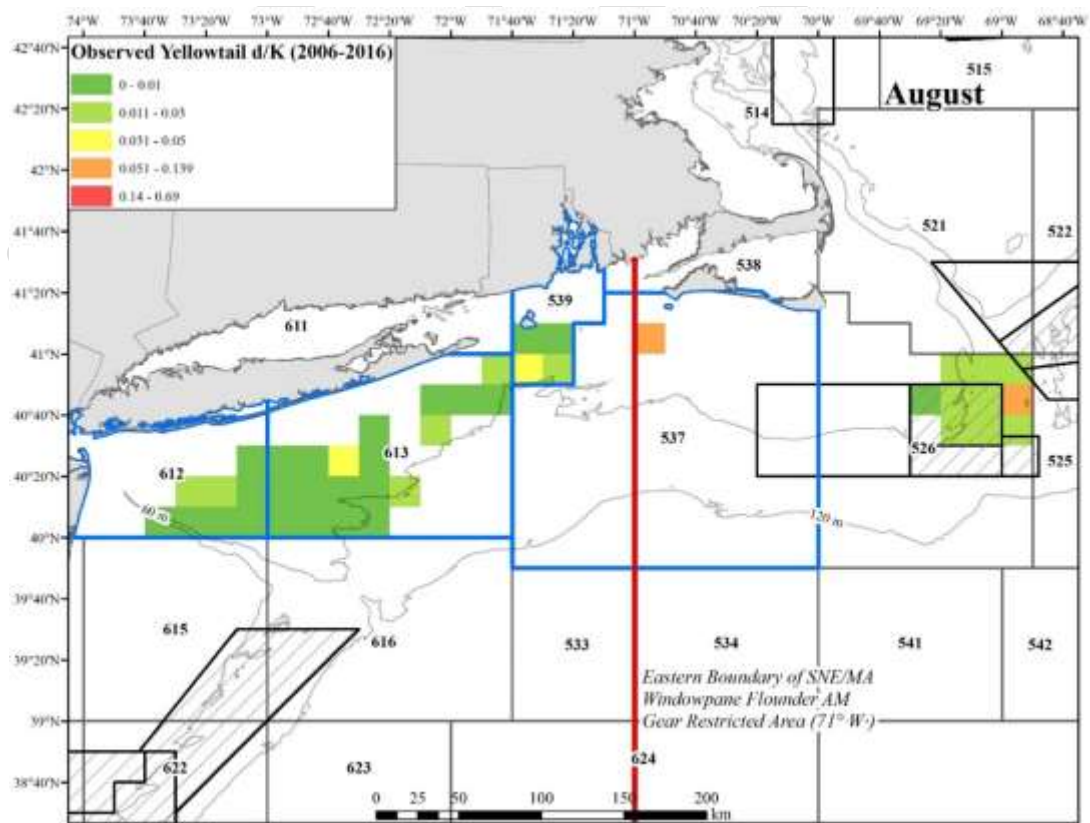 74°W 73°40'W 73°20'W 73°W 72°40'W 72°20'W 72°W 71°40'W 71°20'W 71°W 70°40'W 70°20'W 70°W 69°40'W 69°20'W 69°W 68°40'W
42°40'N
42°20'N
42°N
41°40'N
41°20'N
41°N
40°40'N
40°20'N
40°N
39°40'N
39°20'N
39°N
38°40'N
Observed Yellowtail d/K (2006-2016)
0 - 0.01
0.011 - 0.03
0.031 - 0.05
0.051 - 0.139
0.14 - 0.69
August
515
514
521
522
538
539
611
537
526
525
613
612
60 m
120 m
615
616
533
534
541
542
Eastern Boundary of SNE/MA
Windowpane Flounder AM
Gear Restricted Area (71° W)
622
623
624
0 25 50 100 150 200
km